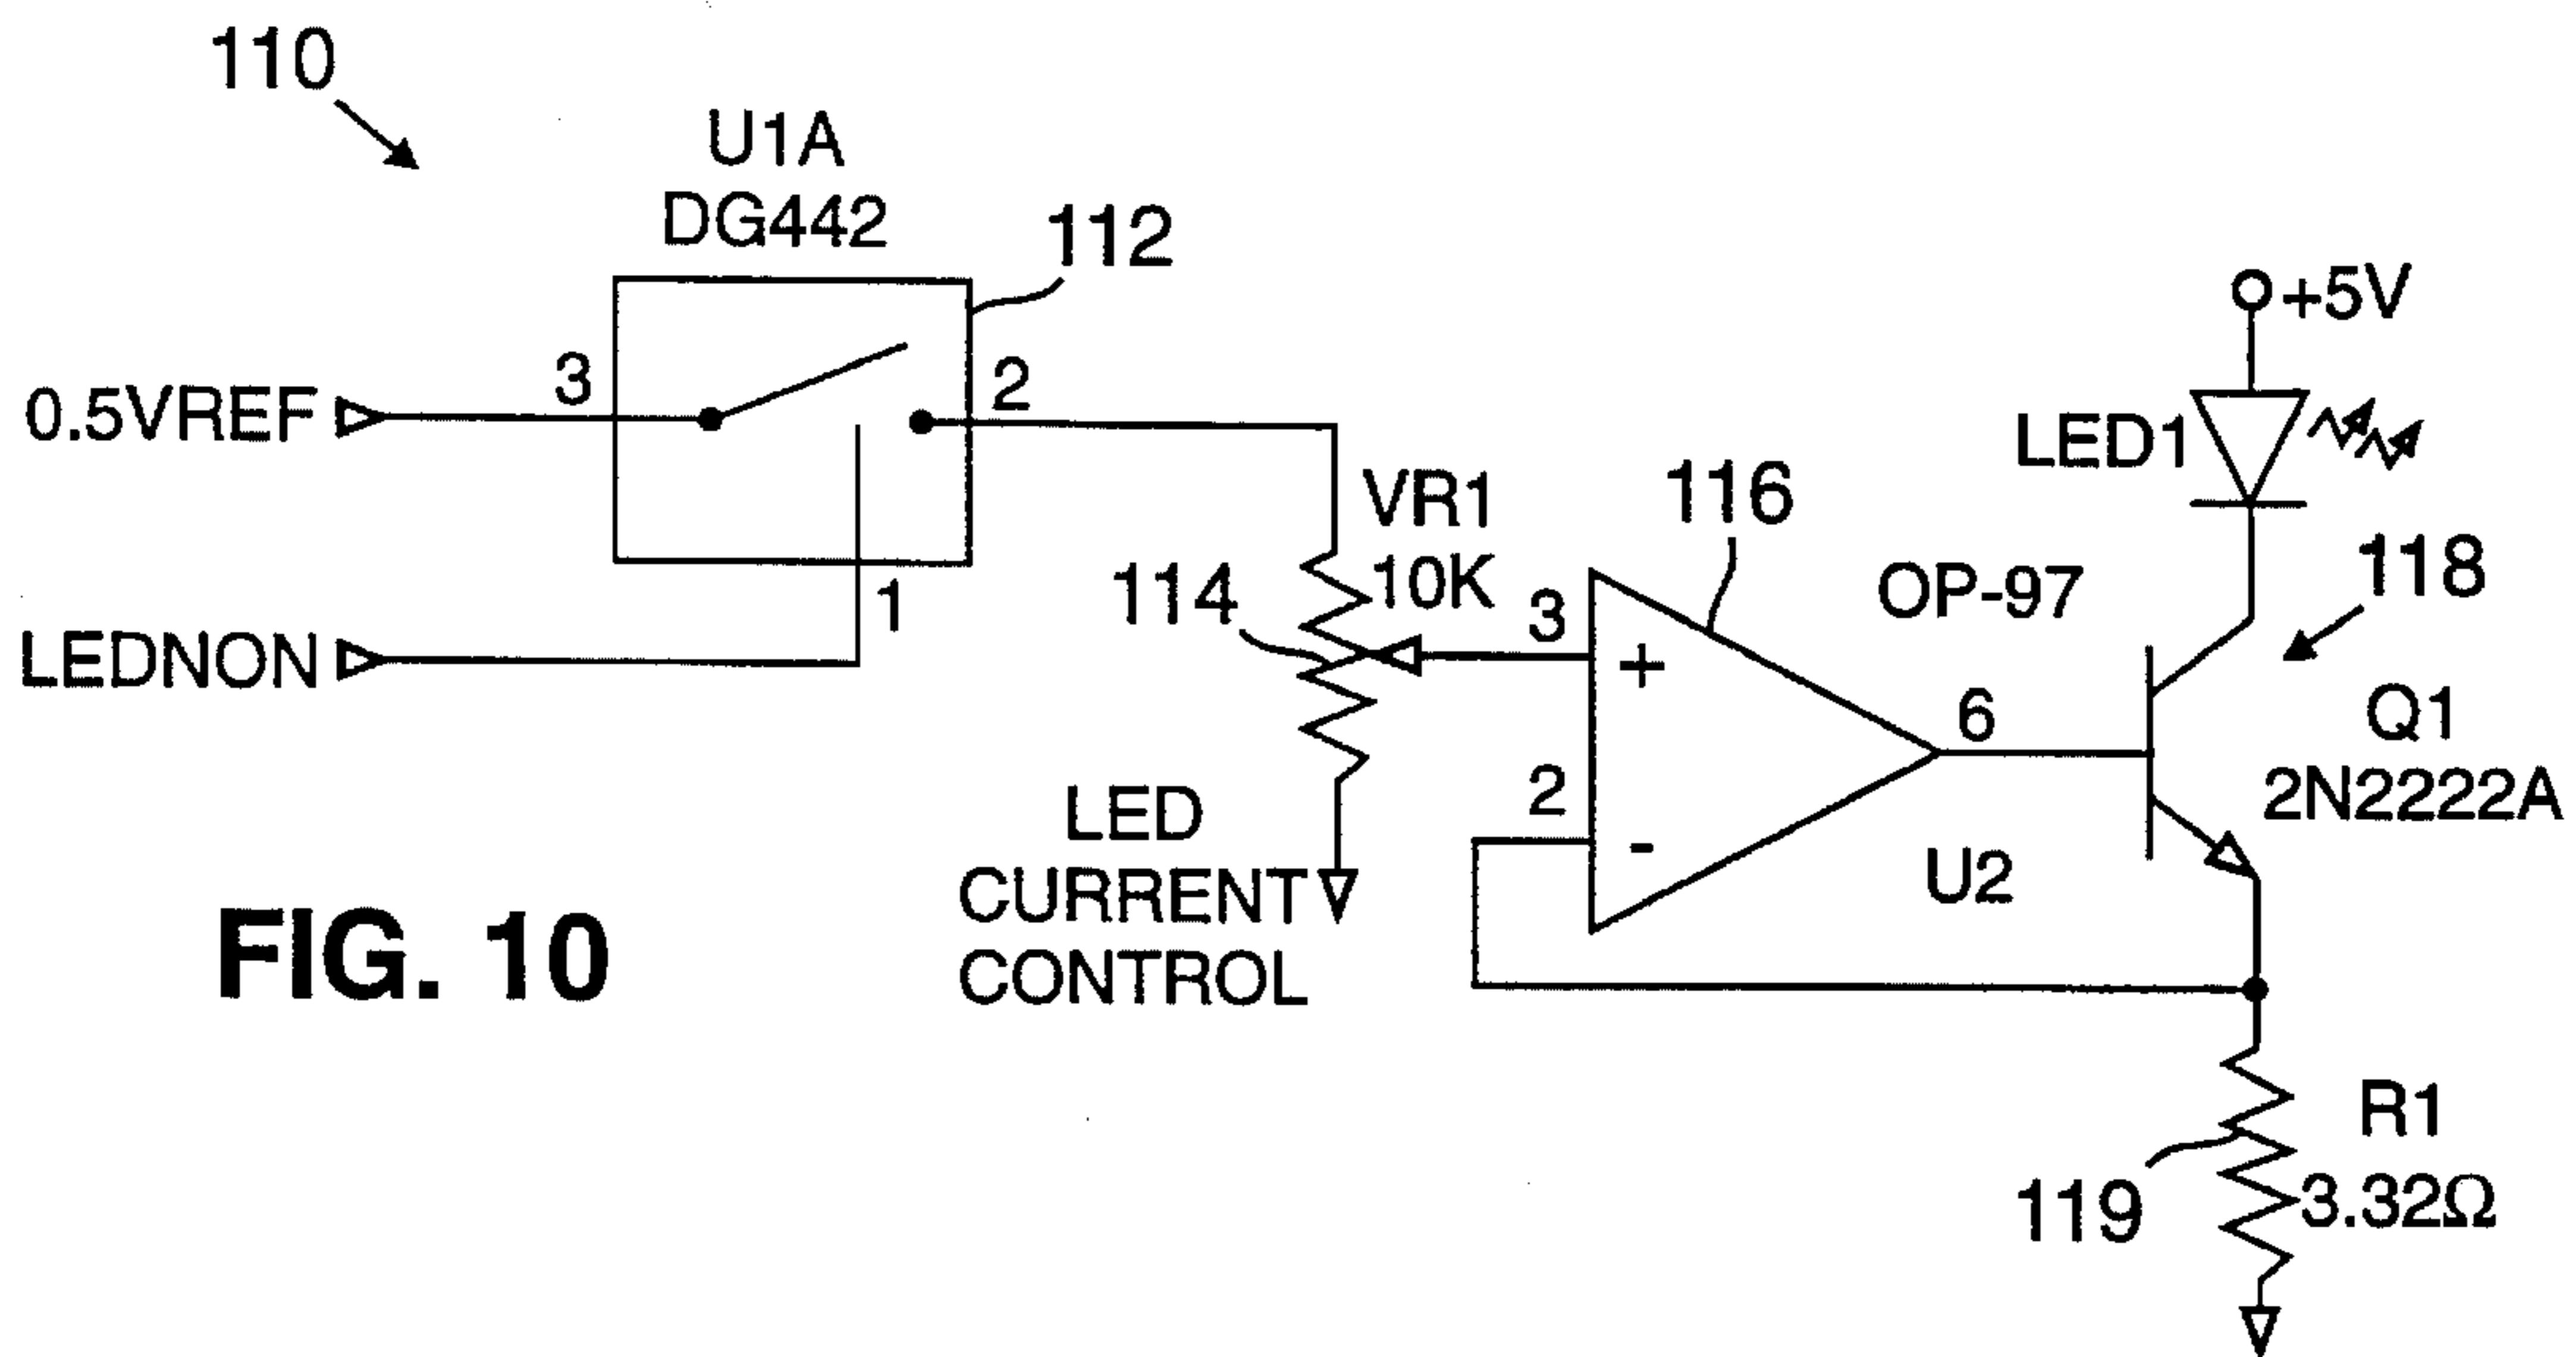 110
U1A
DG442
112
0.5VREF
3
2
LEDNON
1
VR1
10K
114
LED
CURRENT
CONTROL
116
3
+
2
-
OP-97
6
U2
+5V
LED1
118
Q1
2N2222A
R1
3.32Ω
119
FIG. 10